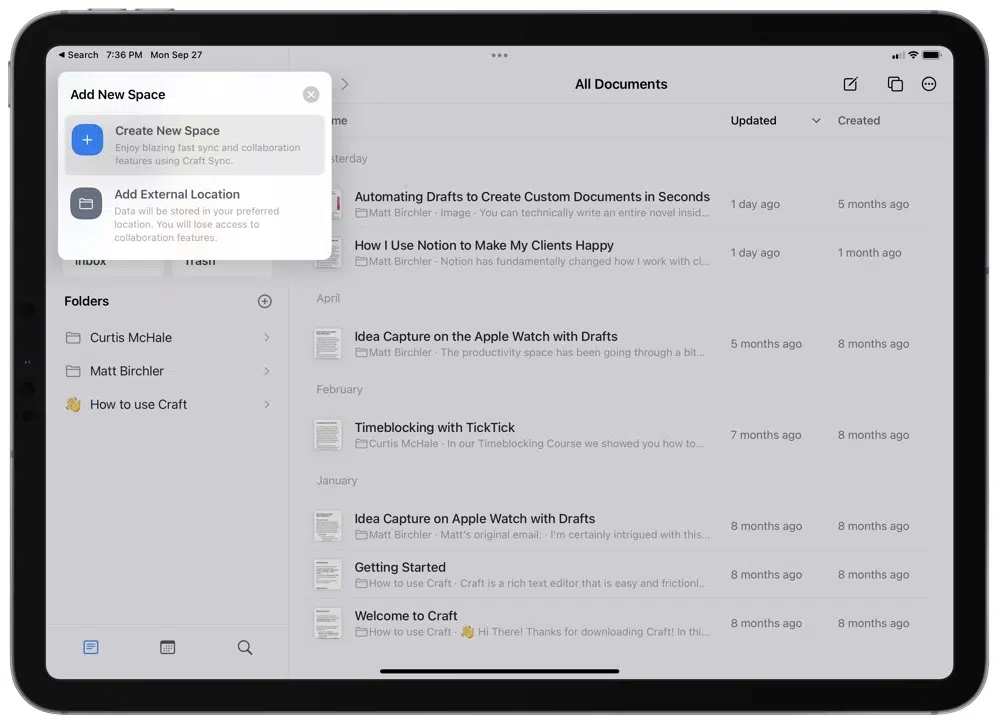 Search 7:36 PM Mon Sep 27
Add New Space
Create New Space
Enjoy blazing fast sync and collaboration
features using Craft Sync.
Add External Location
Data will be stored in your preferred
location. You will lose access to
collaboration features.
Inbox Trash
Folders
Curtis McHale
Matt Birchler
How to use Craft
All Documents
me Updated Created
sterday
Automating Drafts to Create Custom Documents in Seconds
Matt Birchler · Image · You can technically write an entire novel insid...
1 day ago 5 months ago
How I Use Notion to Make My Clients Happy
Matt Birchler · Notion has fundamentally changed how I work with cl...
1 day ago 1 month ago
April
Idea Capture on the Apple Watch with Drafts
Matt Birchler · The productivity space has been going through a bit...
5 months ago 8 months ago
February
Timeblocking with TickTick
Curtis McHale · In our Timeblocking Course we showed you how to...
7 months ago 8 months ago
January
Idea Capture on Apple Watch with Drafts
Matt Birchler · Matt's original email: · I'm certainly intrigued with this...
8 months ago 8 months ago
Getting Started
How to use Craft · Craft is a rich text editor that is easy and frictionl...
8 months ago 8 months ago
Welcome to Craft
How to use Craft · 👋 Hi There! Thanks for downloading Craft! In thi...
8 months ago 8 months ago